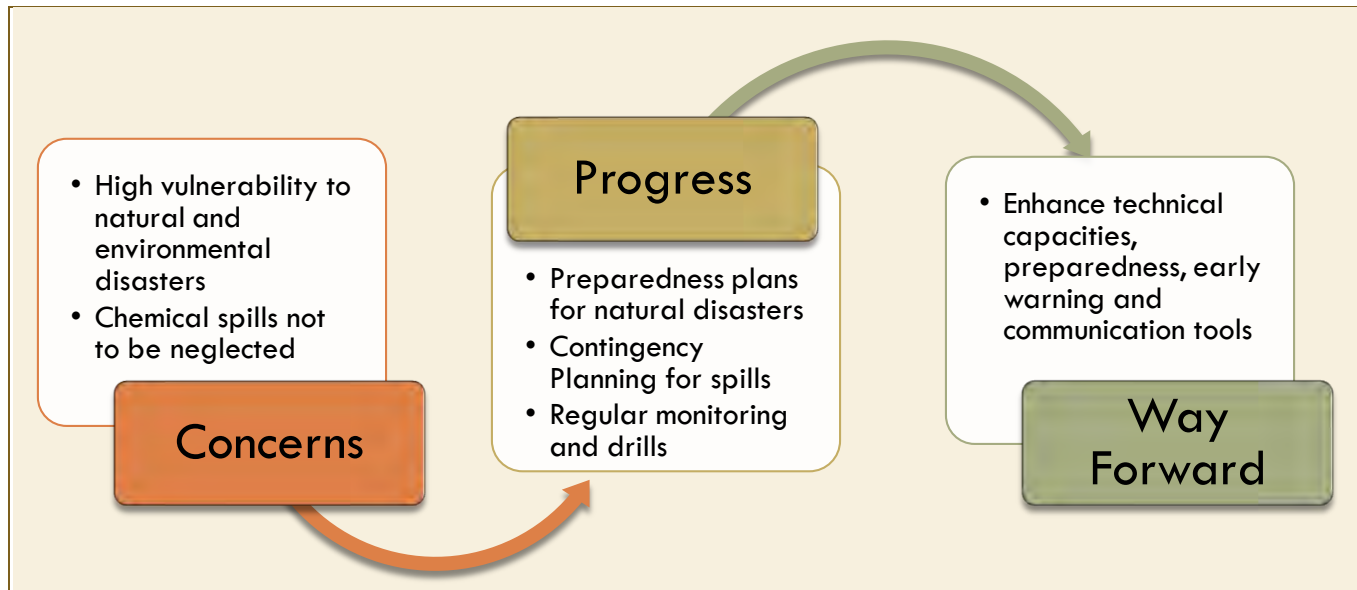 • High vulnerability to
natural and
environmental
disasters
• Chemical spills not
to be neglected
Concerns
Progress
• Preparedness plans
for natural disasters
• Contingency
Planning for spills
• Regular monitoring
and drills
• Enhance technical
capacities,
preparedness, early
warning and
communication tools
Way
Forward